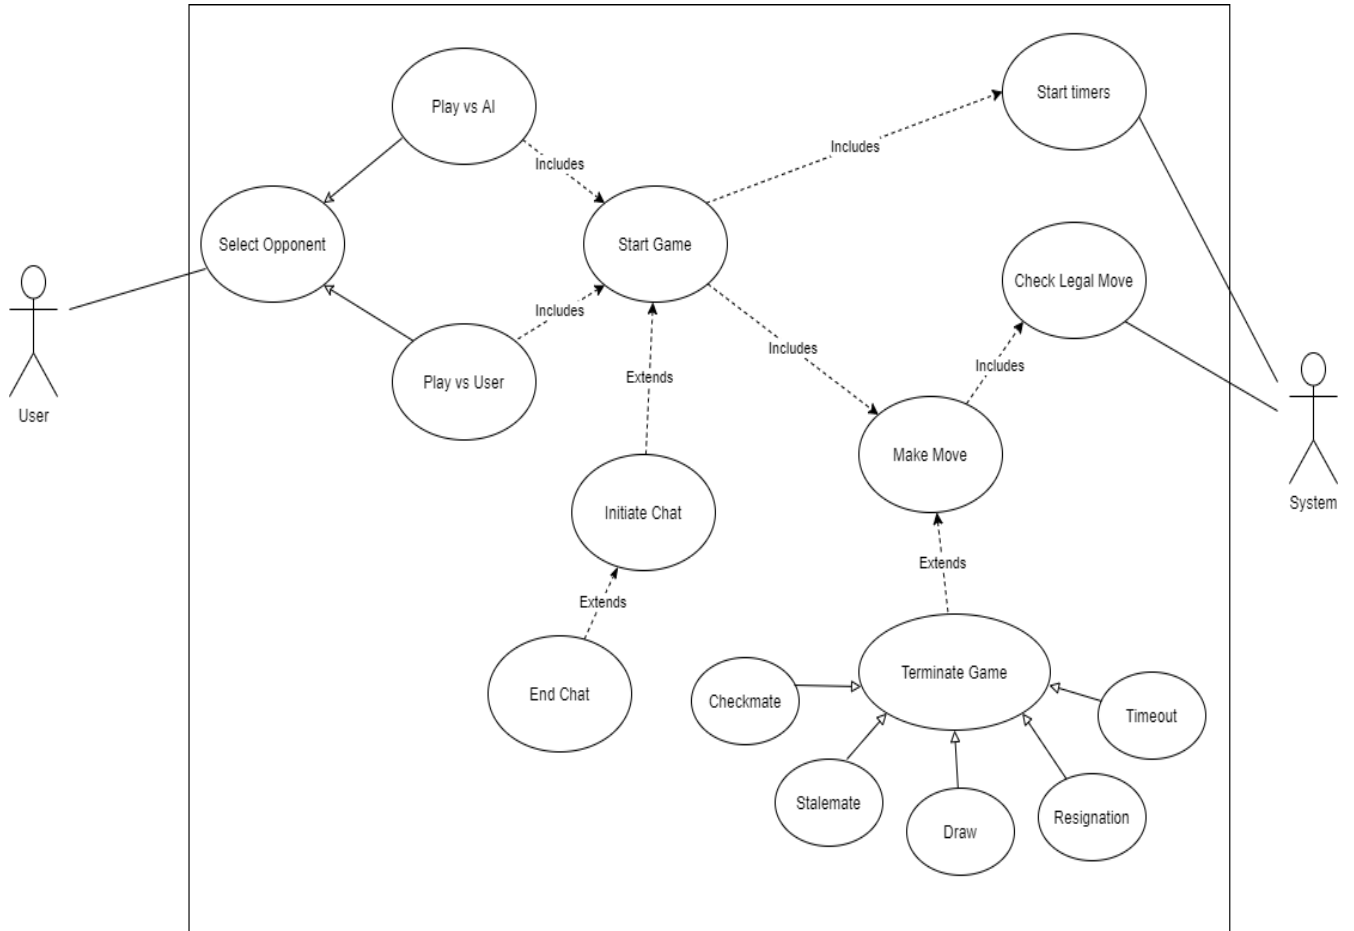 Play vs AI
Start timers
Includes
Includes
Select Opponent
Start Game
Check Legal Move
Includes
Includes
Includes
Extends
Play vs User
User
Make Move
System
Initiate Chat
Extends
Extends
Terminate Game
End Chat
Checkmate
Timeout
Stalemate
Resignation
Draw